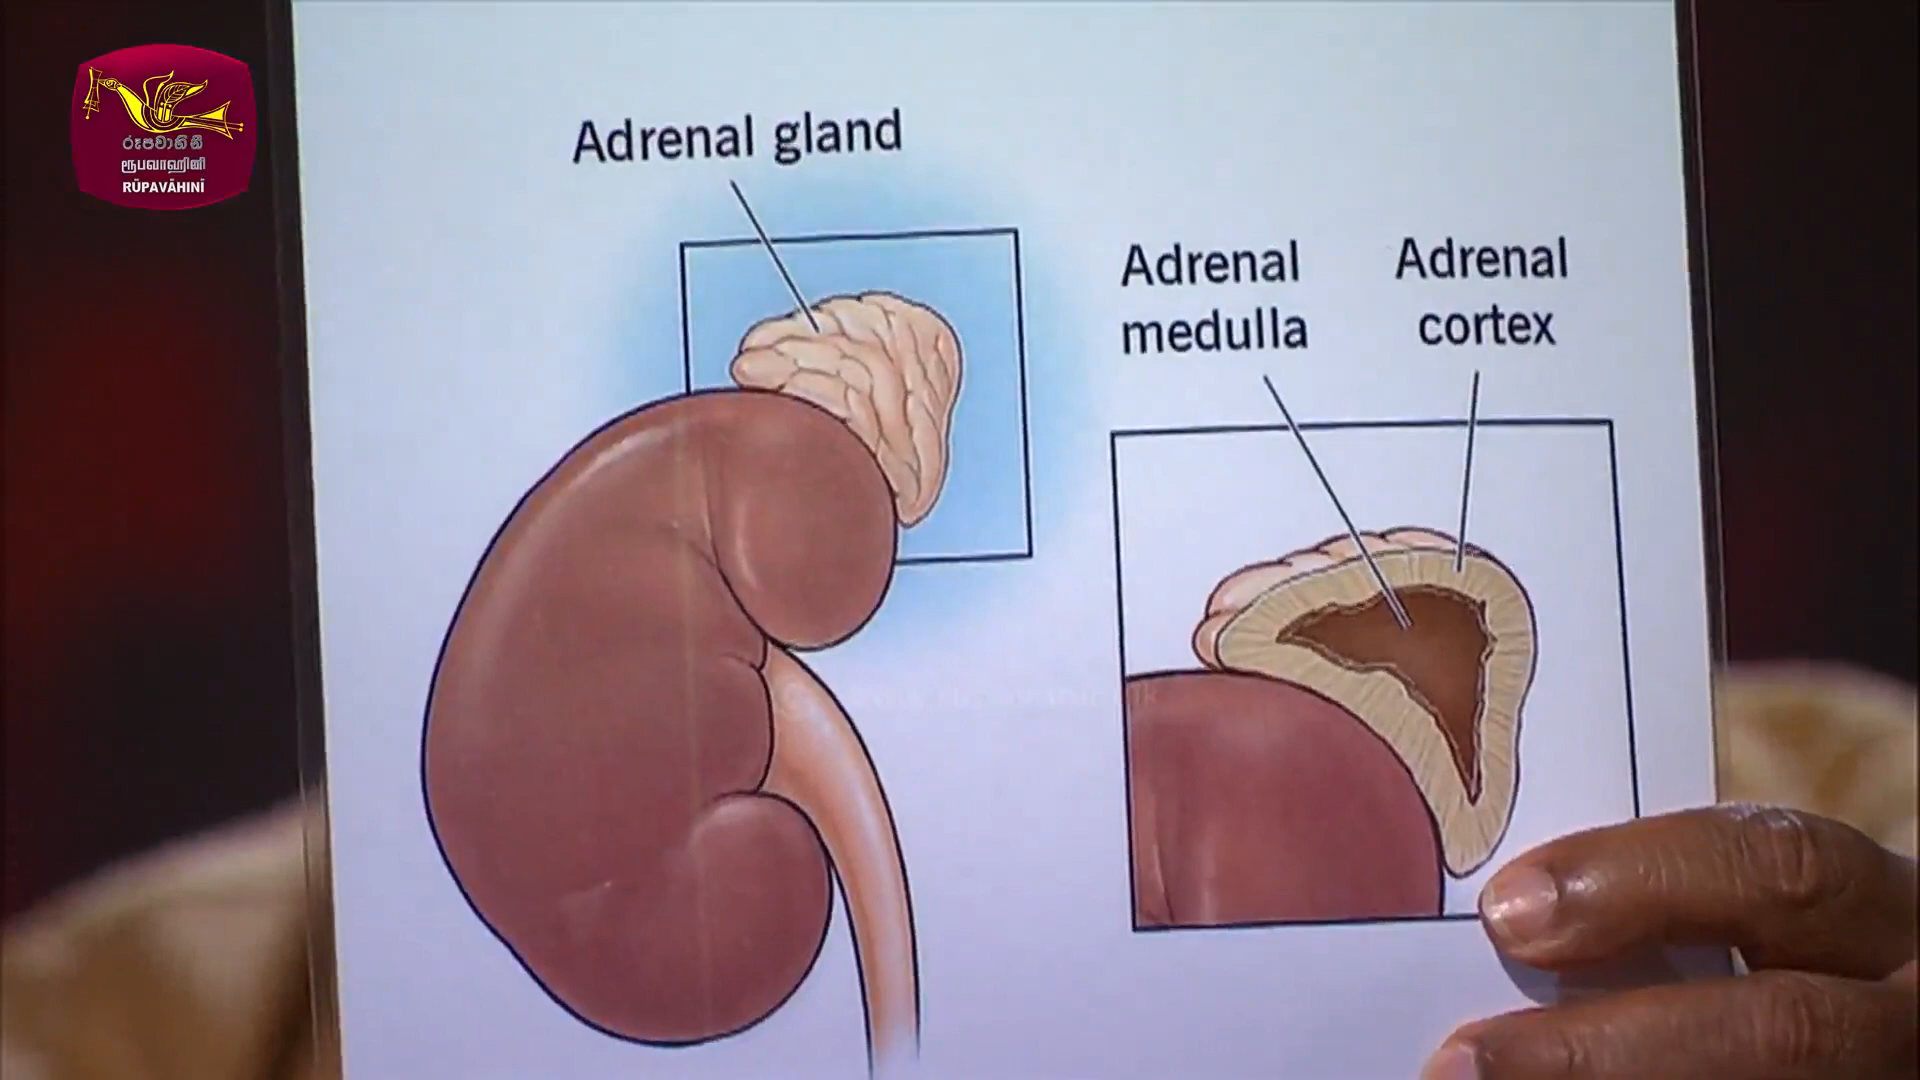 රූපවාහිනී
ரூபவாஹினி
RŪPAVĀHINĪ
Adrenal gland
Adrenal
medulla
Adrenal
cortex